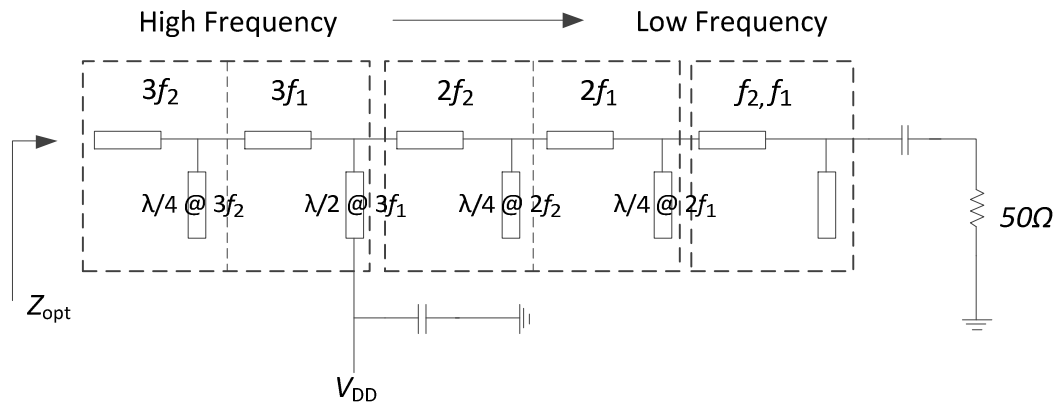 High Frequency Low Frequency
3f₂ 3f₁ 2f₂ 2f₁ f₂, f₁
λ/4 @ 3f₂ λ/2 @ 3f₁ λ/4 @ 2f₂ λ/4 @ 2f₁
50Ω
Zopt
VDD